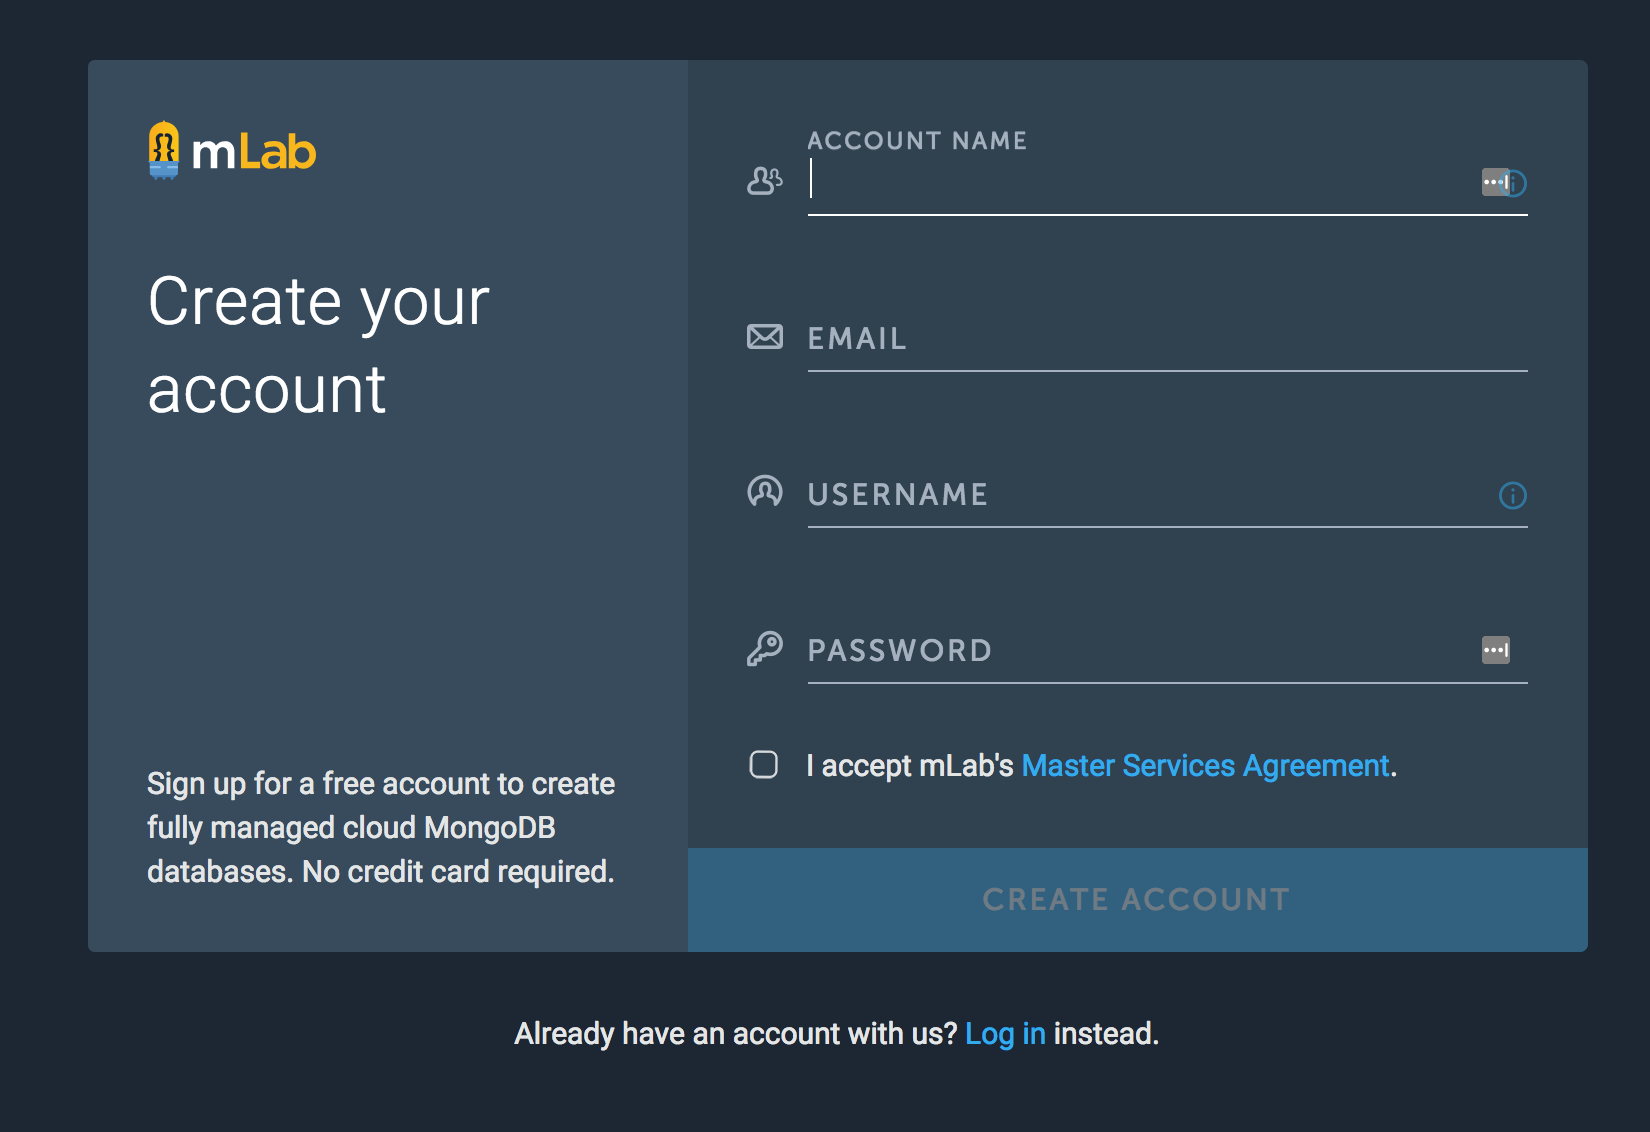 mLab
Create your
account
Sign up for a free account to create
fully managed cloud MongoDB
databases. No credit card required.
ACCOUNT NAME
EMAIL
USERNAME
PASSWORD
I accept mLab's Master Services Agreement.
CREATE ACCOUNT
Already have an account with us? Log in instead.